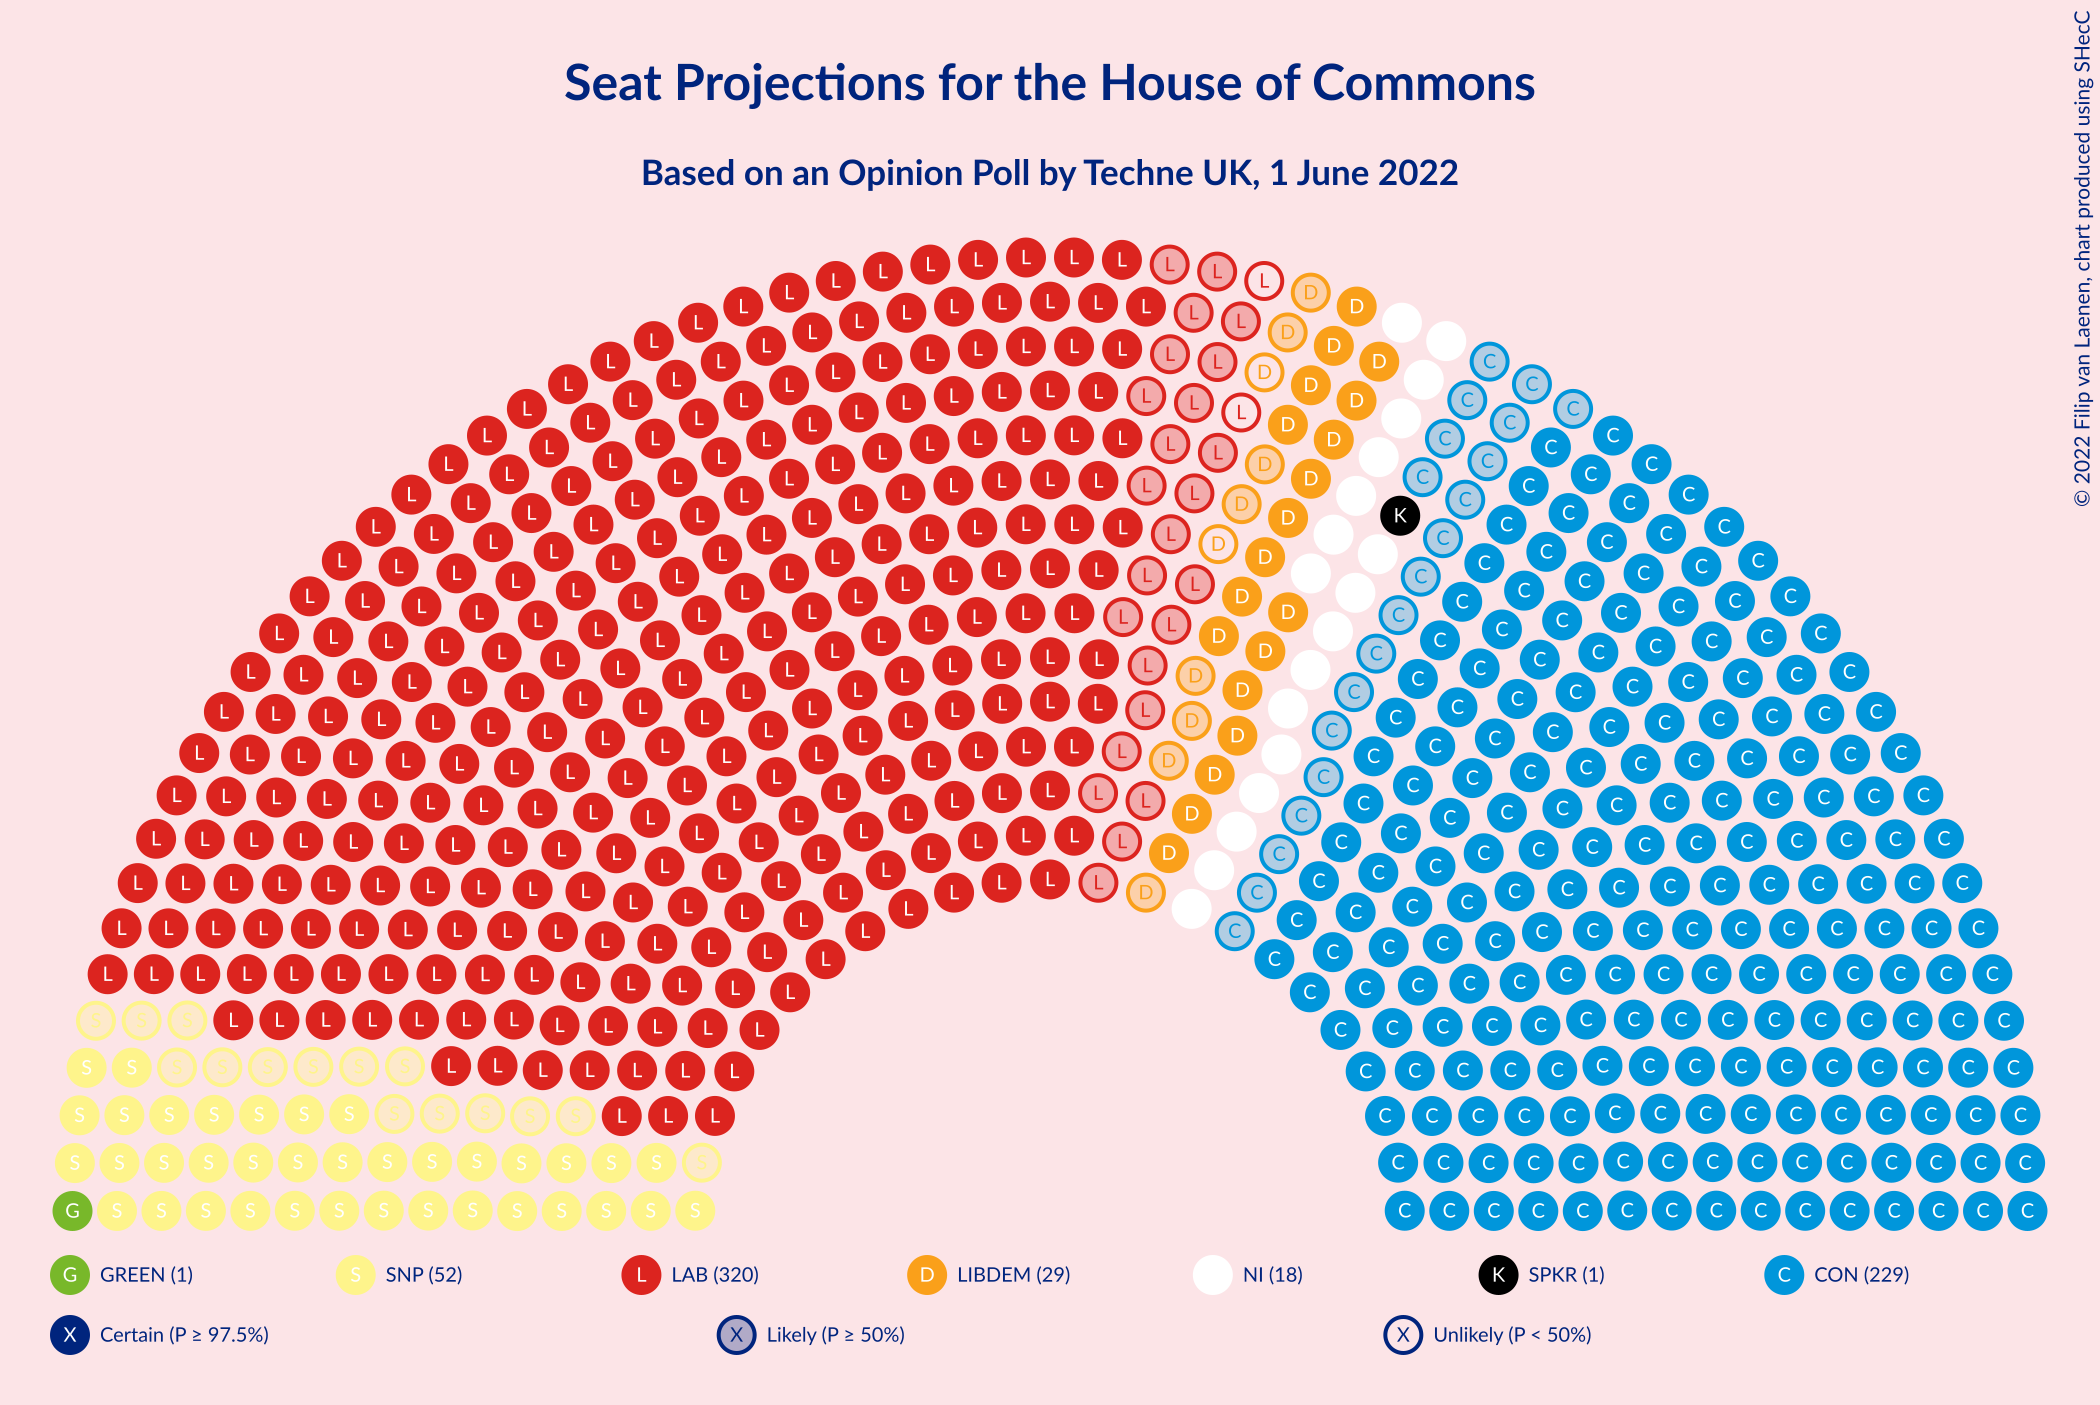 Seat Projections for the House of Commons
Based on an Opinion Poll by Techne UK, 1 June 2022
© 2022 Filip van Laenen, chart produced using SHecC
G GREEN (1)
S SNP (52)
L LAB (320)
D LIBDEM (29)
NI (18)
K SPKR (1)
C CON (229)
X Certain (P ≥ 97.5%)
X Likely (P ≥ 50%)
X Unlikely (P < 50%)